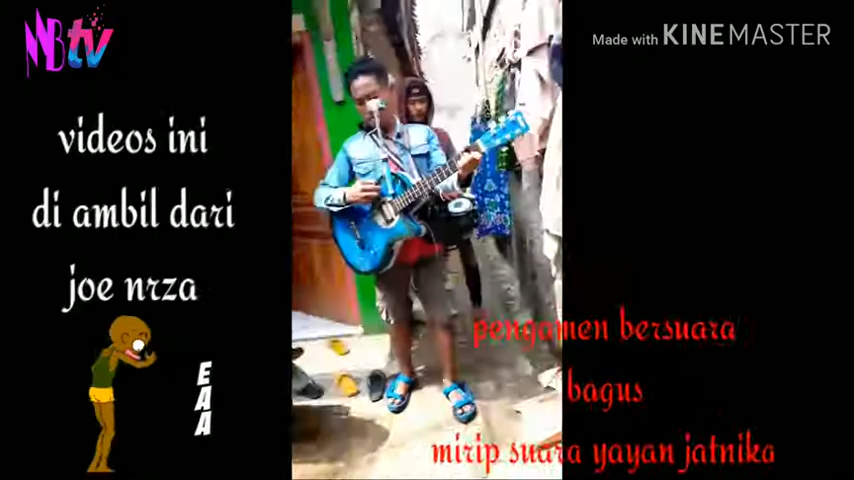 NBtv
Made with KINEMASTER
videos ini
di ambil dari
joe nrza
EAA
pengamen bersuara
bagus
mirip suara yayan jatnika